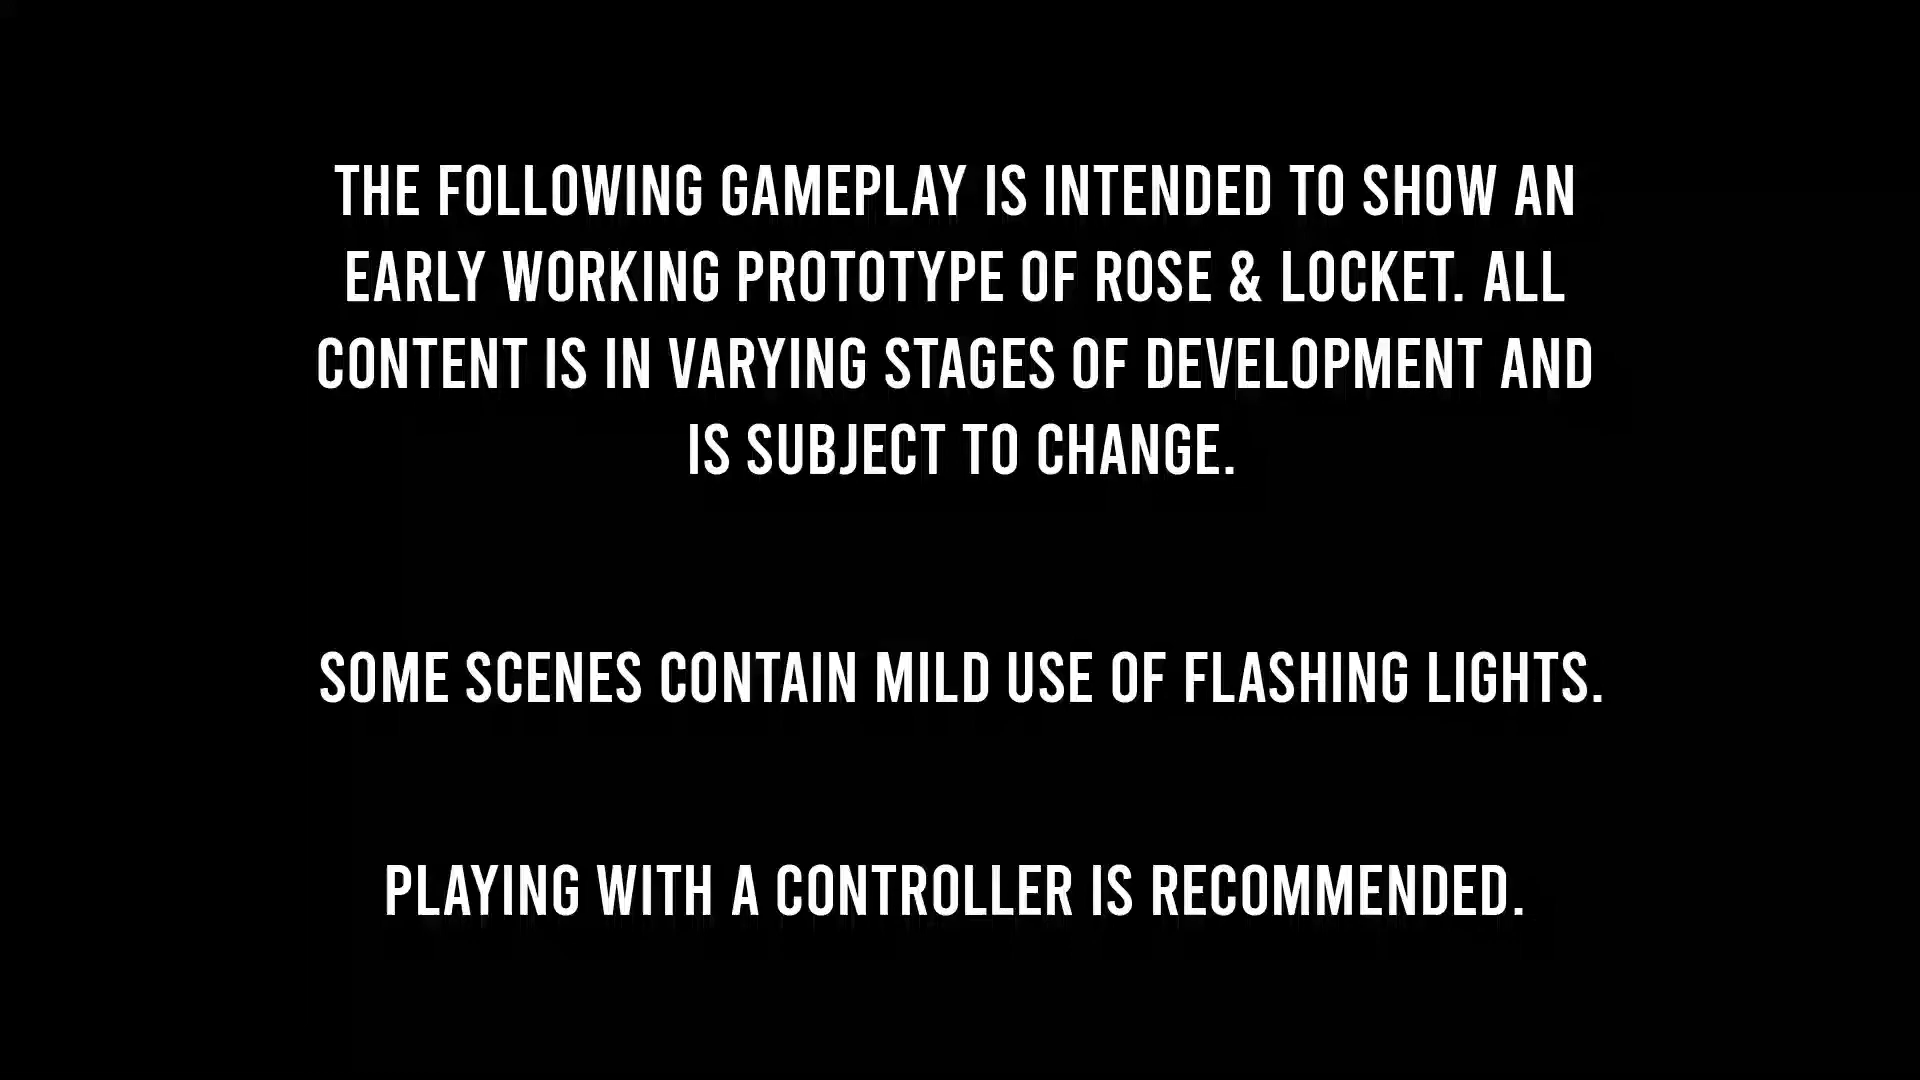 THE FOLLOWING GAMEPLAY IS INTENDED TO SHOW AN
EARLY WORKING PROTOTYPE OF ROSE & LOCKET. ALL
CONTENT IS IN VARYING STAGES OF DEVELOPMENT AND
IS SUBJECT TO CHANGE.
SOME SCENES CONTAIN MILD USE OF FLASHING LIGHTS.
PLAYING WITH A CONTROLLER IS RECOMMENDED.